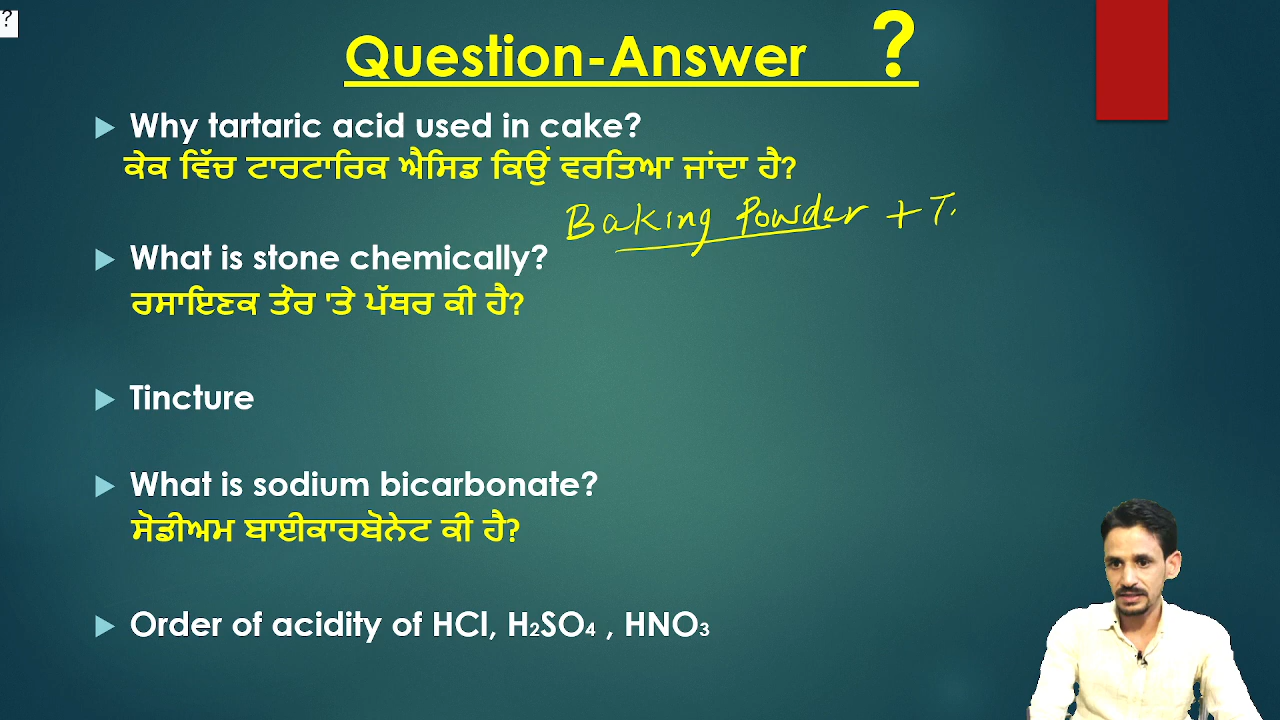 ?
Question-Answer ?
Why tartaric acid used in cake?
ਕੇਕ ਵਿੱਚ ਟਾਰਟਾਰਿਕ ਐਸਿਡ ਕਿਉਂ ਵਰਤਿਆ ਜਾਂਦਾ ਹੈ?
Baking Powder + T.
What is stone chemically?
ਰਸਾਇਣਕ ਤੌਰ 'ਤੇ ਪੱਥਰ ਕੀ ਹੈ?
Tincture
What is sodium bicarbonate?
ਸੋਡੀਅਮ ਬਾਈਕਾਰਬੋਨੇਟ ਕੀ ਹੈ?
Order of acidity of HCl, H₂SO₄ , HNO₃